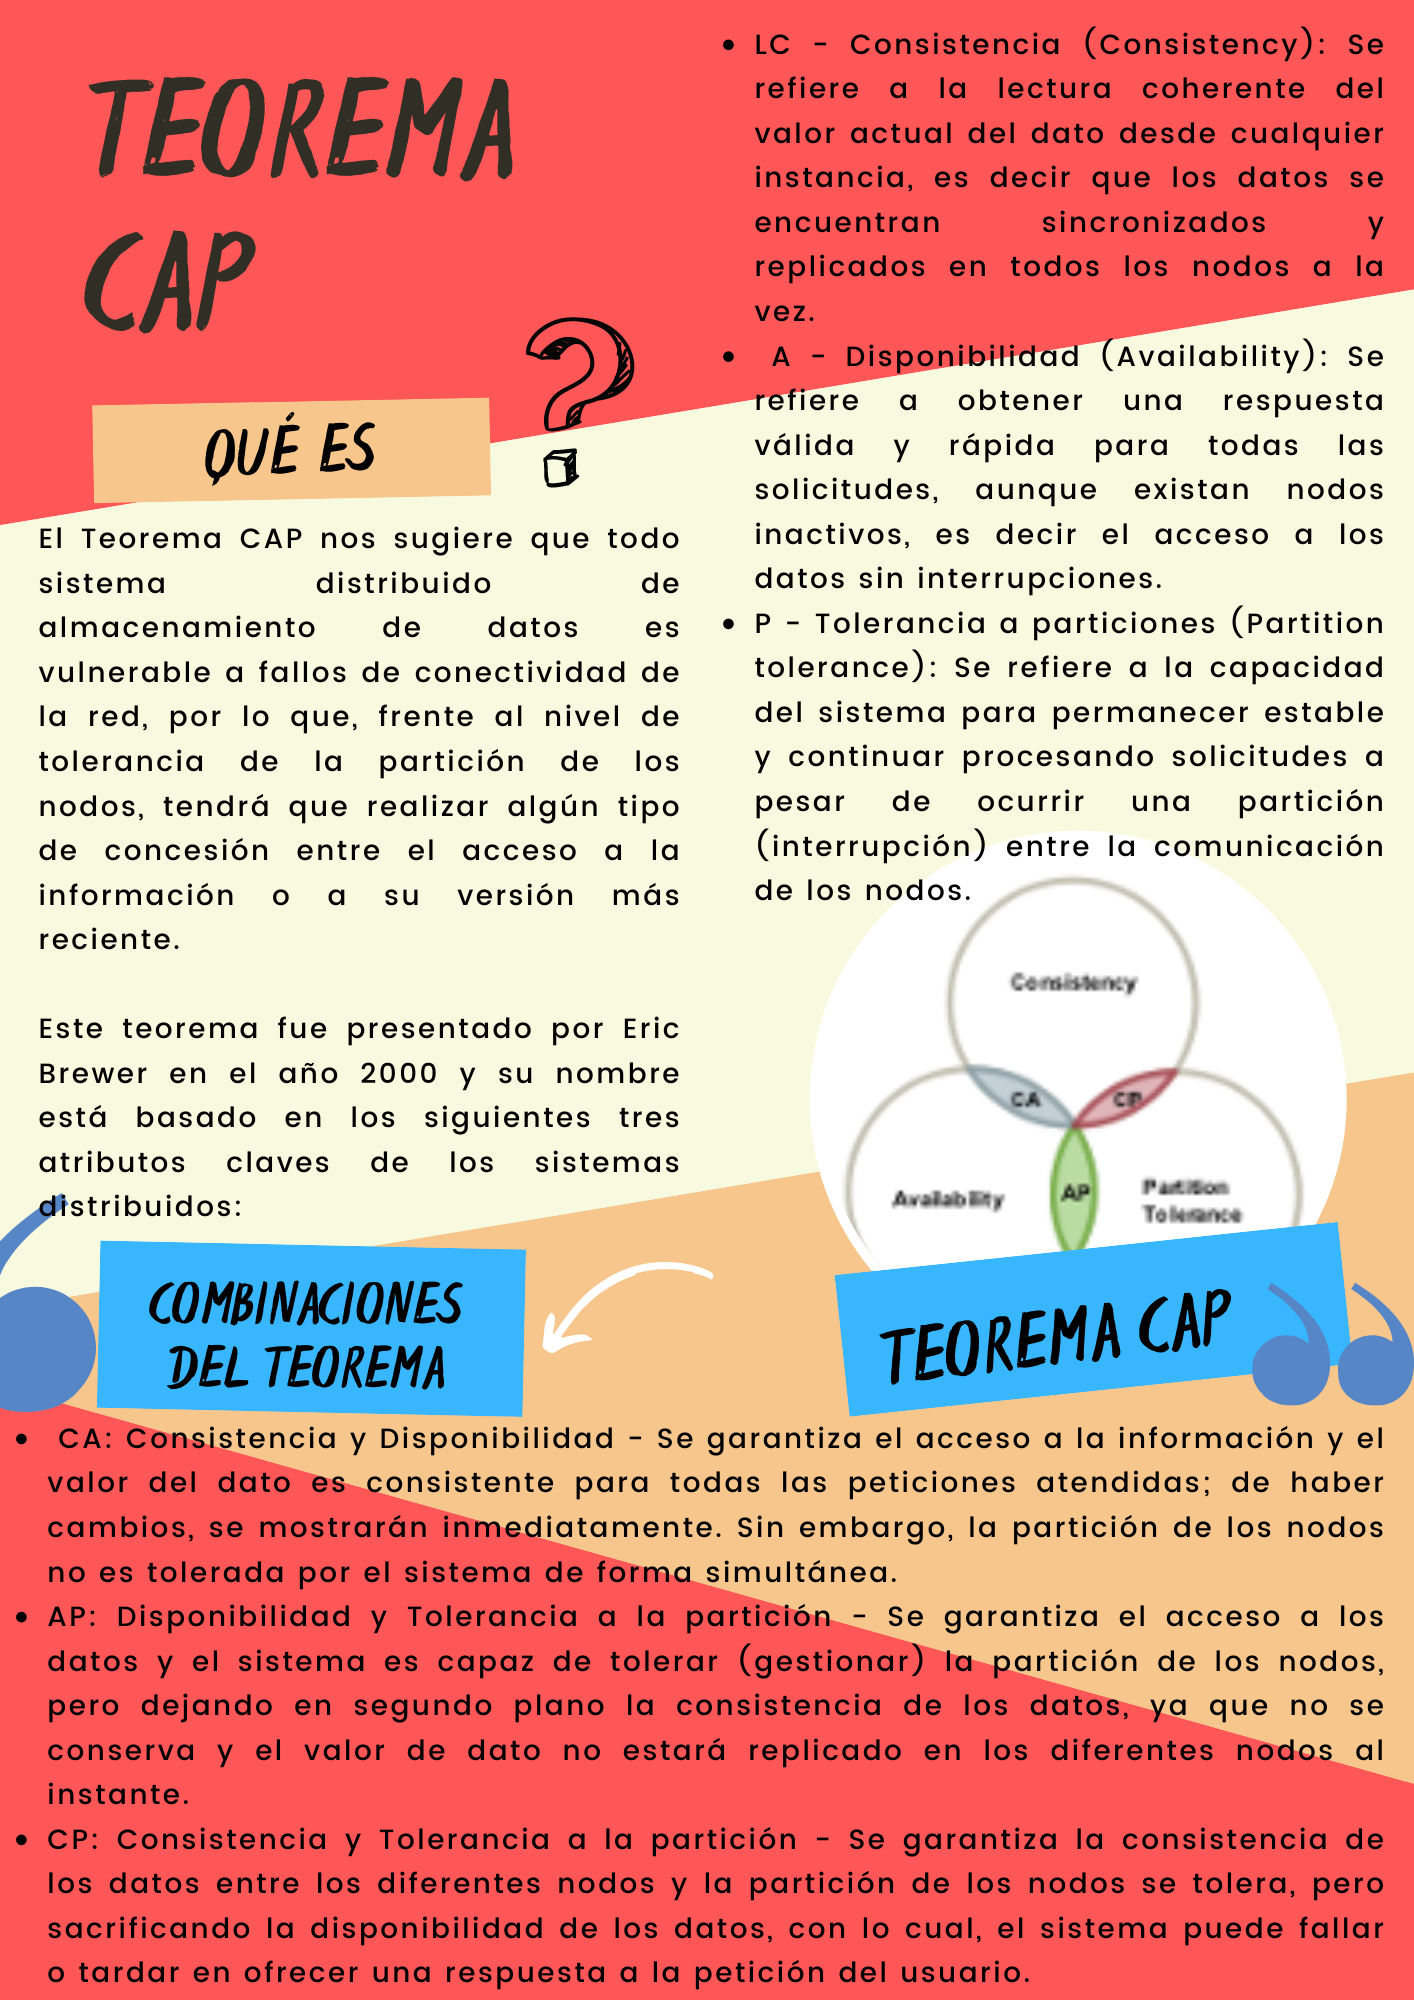 TEOREMA
CAP
QUÉ ES
?
El Teorema CAP nos sugiere que todo
sistema distribuido de
almacenamiento de datos es
vulnerable a fallos de conectividad de
la red, por lo que, frente al nivel de
tolerancia de la partición de los
nodos, tendrá que realizar algún tipo
de concesión entre el acceso a la
información o a su versión más
reciente.
Este teorema fue presentado por Eric
Brewer en el año 2000 y su nombre
está basado en los siguientes tres
atributos claves de los sistemas
distribuidos:
• LC - Consistencia (Consistency): Se
refiere a la lectura coherente del
valor actual del dato desde cualquier
instancia, es decir que los datos se
encuentran sincronizados y
replicados en todos los nodos a la
vez.
• A - Disponibilidad (Availability): Se
refiere a obtener una respuesta
válida y rápida para todas las
solicitudes, aunque existan nodos
inactivos, es decir el acceso a los
datos sin interrupciones.
• P - Tolerancia a particiones (Partition
tolerance): Se refiere a la capacidad
del sistema para permanecer estable
y continuar procesando solicitudes a
pesar de ocurrir una partición
(interrupción) entre la comunicación
de los nodos.
Consistency
CA
CP
Availability
AP
Partition
Tolerance
TEOREMA CAP
COMBINACIONES
DEL TEOREMA
• CA: Consistencia y Disponibilidad - Se garantiza el acceso a la información y el
valor del dato es consistente para todas las peticiones atendidas; de haber
cambios, se mostrarán inmediatamente. Sin embargo, la partición de los nodos
no es tolerada por el sistema de forma simultánea.
• AP: Disponibilidad y Tolerancia a la partición - Se garantiza el acceso a los
datos y el sistema es capaz de tolerar (gestionar) la partición de los nodos,
pero dejando en segundo plano la consistencia de los datos, ya que no se
conserva y el valor de dato no estará replicado en los diferentes nodos al
instante.
• CP: Consistencia y Tolerancia a la partición - Se garantiza la consistencia de
los datos entre los diferentes nodos y la partición de los nodos se tolera, pero
sacrificando la disponibilidad de los datos, con lo cual, el sistema puede fallar
o tardar en ofrecer una respuesta a la petición del usuario.